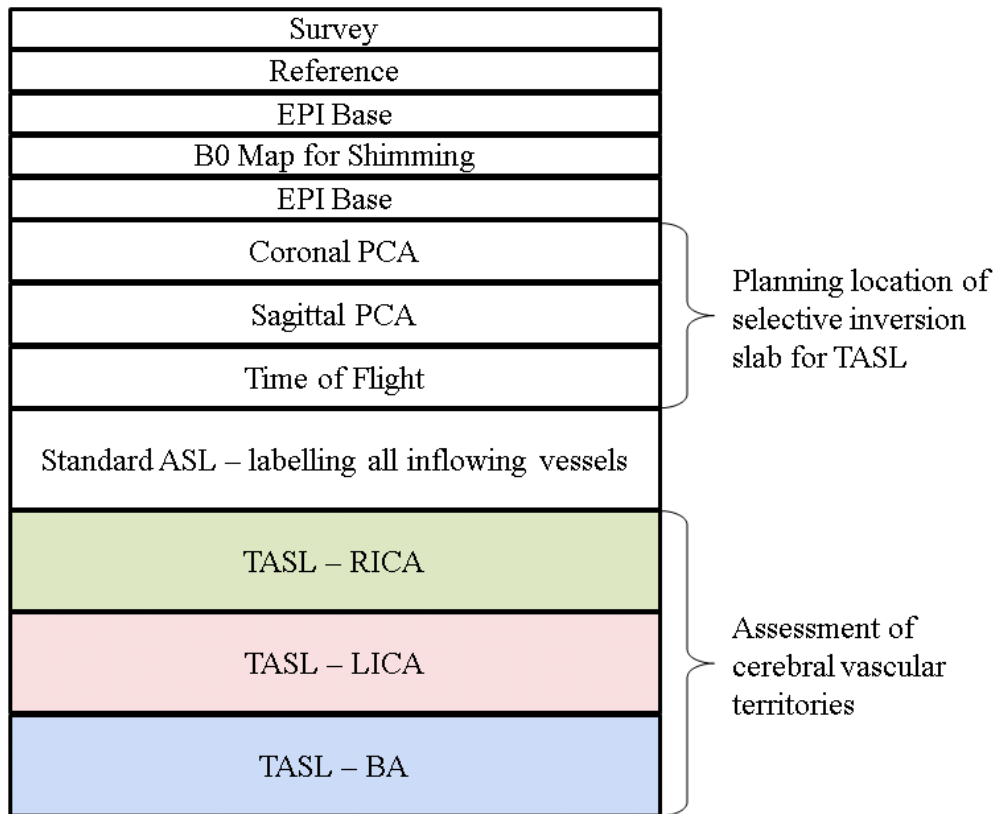 Survey
Reference
EPI Base
B0 Map for Shimming
EPI Base
Coronal PCA
Sagittal PCA
Time of Flight
Planning location of
selective inversion
slab for TASL
Standard ASL – labelling all inflowing vessels
TASL – RICA
TASL – LICA
TASL – BA
Assessment of
cerebral vascular
territories